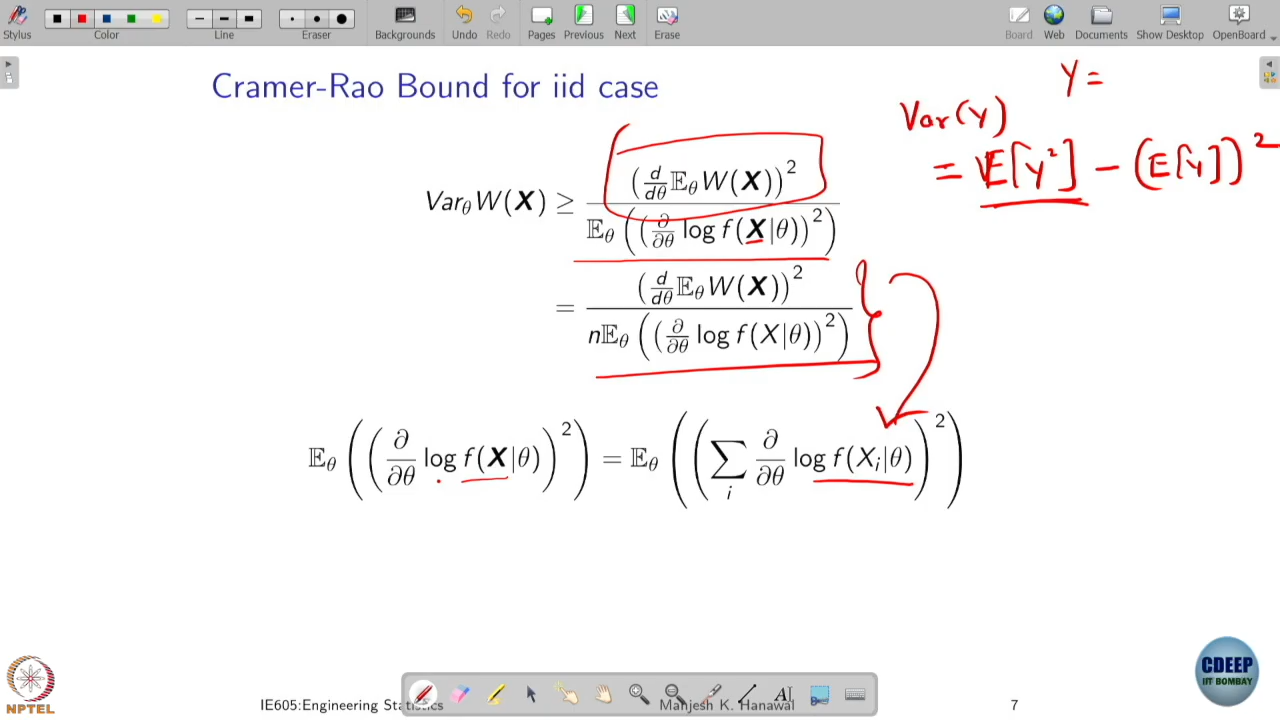 Stylus Color Line Eraser Backgrounds Undo Redo Pages Previous Next Erase Board Web Documents Show Desktop OpenBoard
Cramer-Rao Bound for iid case
Y =
Var(Y)
= E[Y²] - (E[Y])²
Var_θ W(X) ≥ (d/dθ 𝔼_θ W(X))² / 𝔼_θ ((∂/∂θ log f(X|θ))²)
= (d/dθ 𝔼_θ W(X))² / n𝔼_θ ((∂/∂θ log f(X|θ))²)
𝔼_θ ((∂/∂θ log f(X|θ))²) = 𝔼_θ ((∑_i ∂/∂θ log f(X_i|θ))²)
CDEEP
IIT BOMBAY
NPTEL
IE605:Engineering Statistics Manjesh K. Hanawal 7